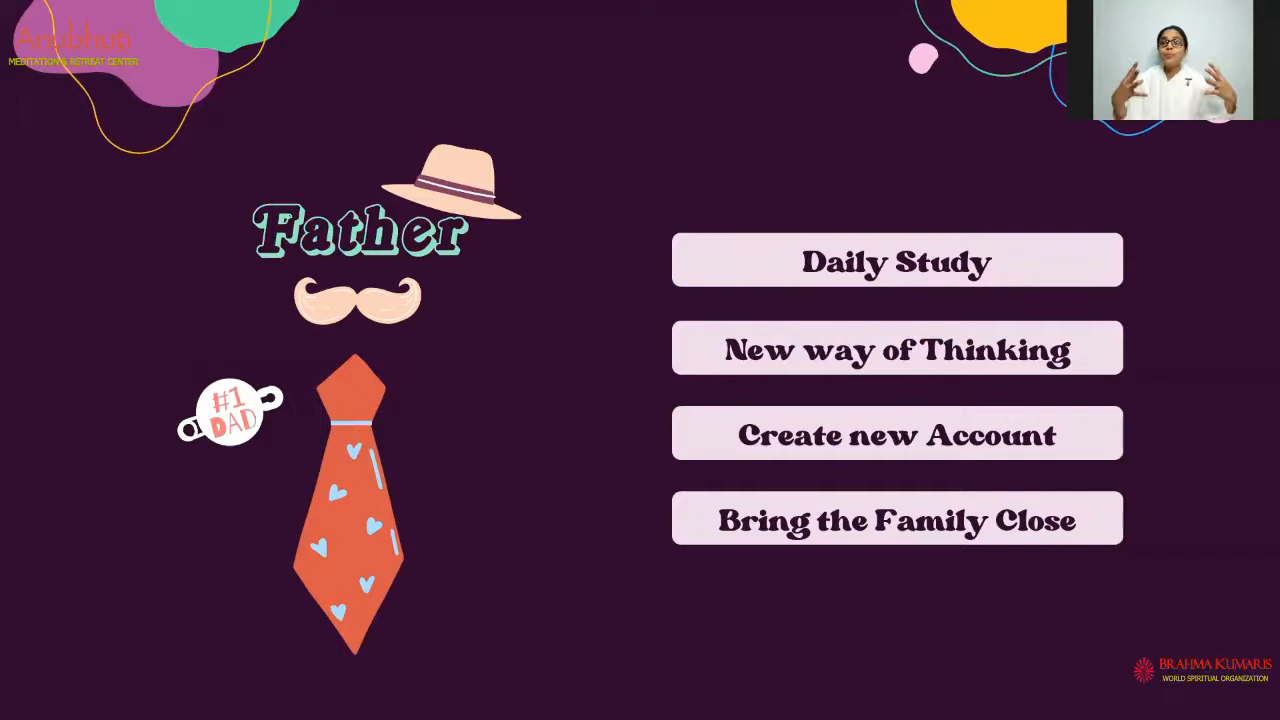 Anubhuti
MEDITATION & RETREAT CENTER
Father
#1
DAD
Daily Study
New way of Thinking
Create new Account
Bring the Family Close
BRAHMA KUMARIS
WORLD SPIRITUAL ORGANIZATION